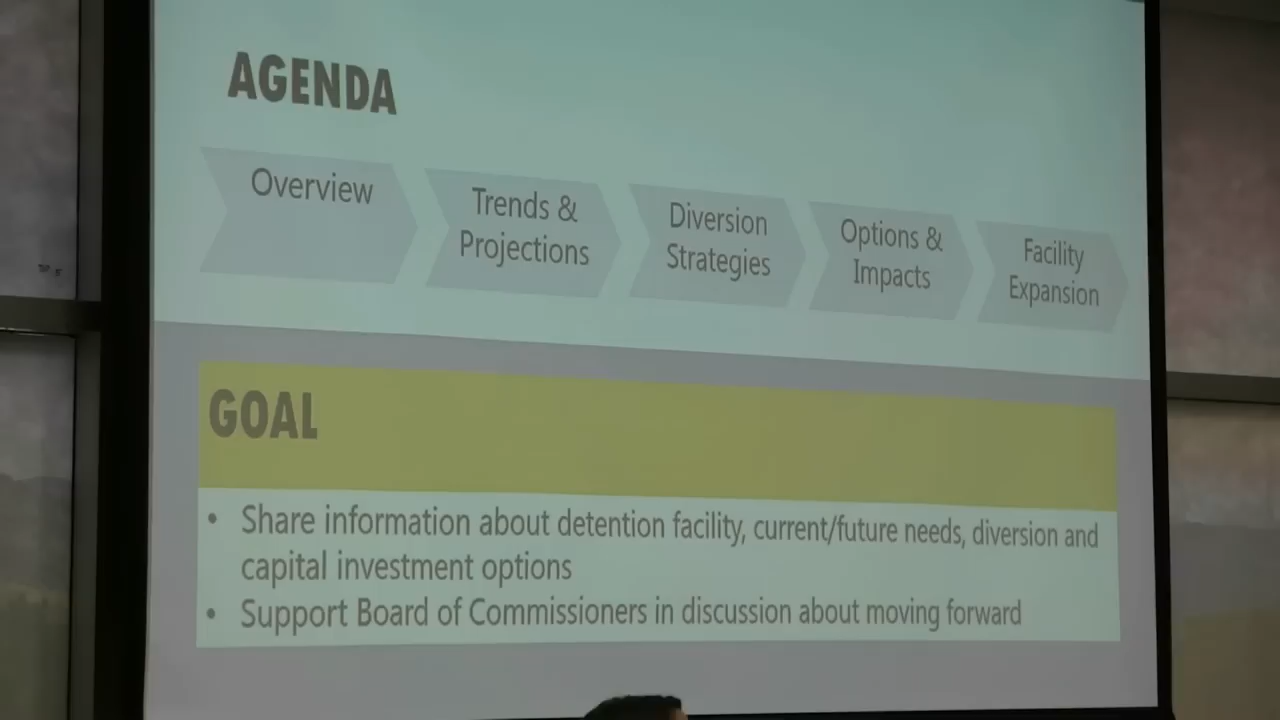 AGENDA
Overview
Trends &
Projections
Diversion
Strategies
Options &
Impacts
Facility
Expansion
GOAL
• Share information about detention facility, current/future needs, diversion and
capital investment options
• Support Board of Commissioners in discussion about moving forward